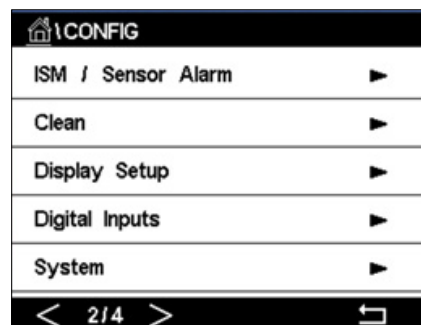 \CONFIG
ISM / Sensor Alarm
Clean
Display Setup
Digital Inputs
System
< 2/4 >